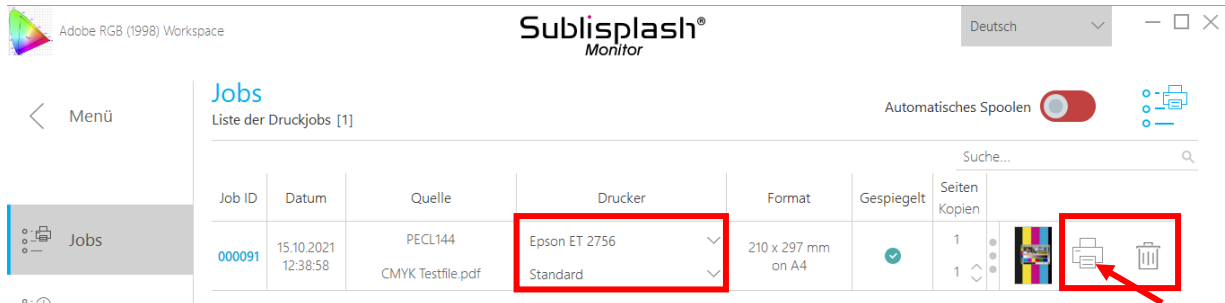 Adobe RGB (1998) Workspace
Sublisplash®
Monitor
Deutsch
Menü
Jobs
Liste der Druckjobs [1]
Automatisches Spoolen
Suche...
Job ID
Datum
Quelle
Drucker
Format
Gespiegelt
Seiten
Kopien
Jobs
000091
15.10.2021
12:38:58
PECL144
CMYK Testfile.pdf
Epson ET 2756
Standard
210 x 297 mm
on A4
1
1